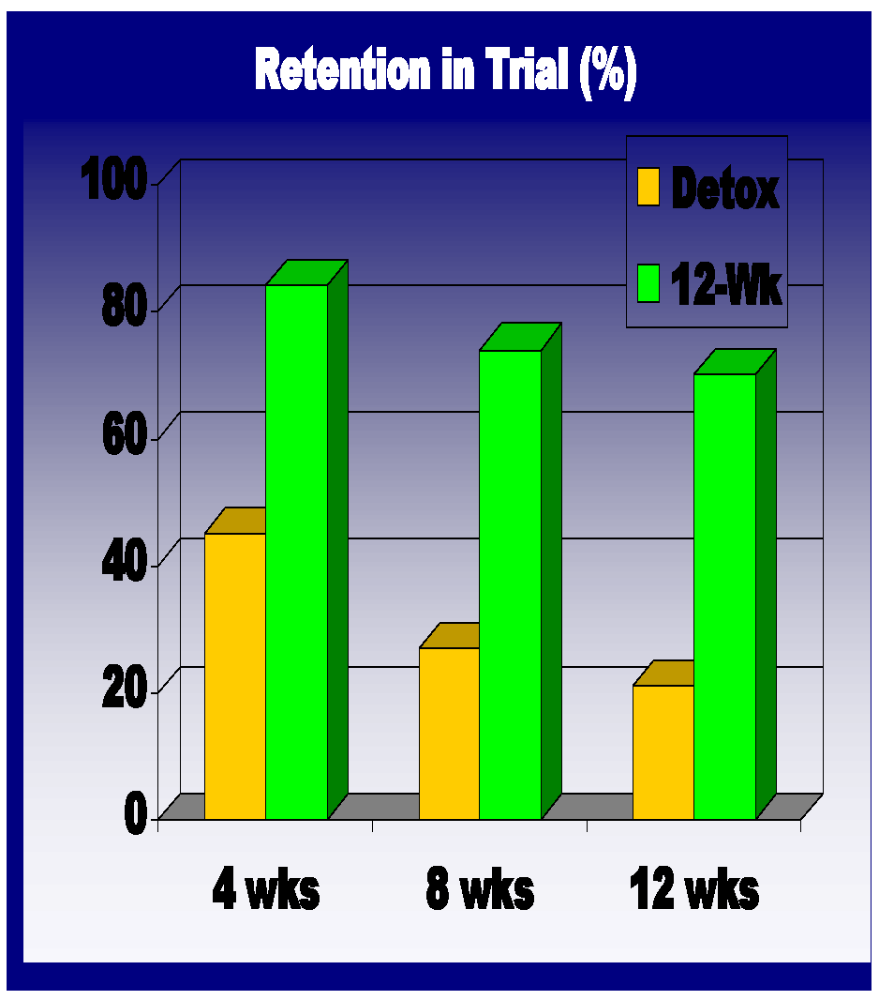 Retention in Trial (%)
100
80
60
40
20
0
Detox
12-Wk
4 wks
8 wks
12 wks